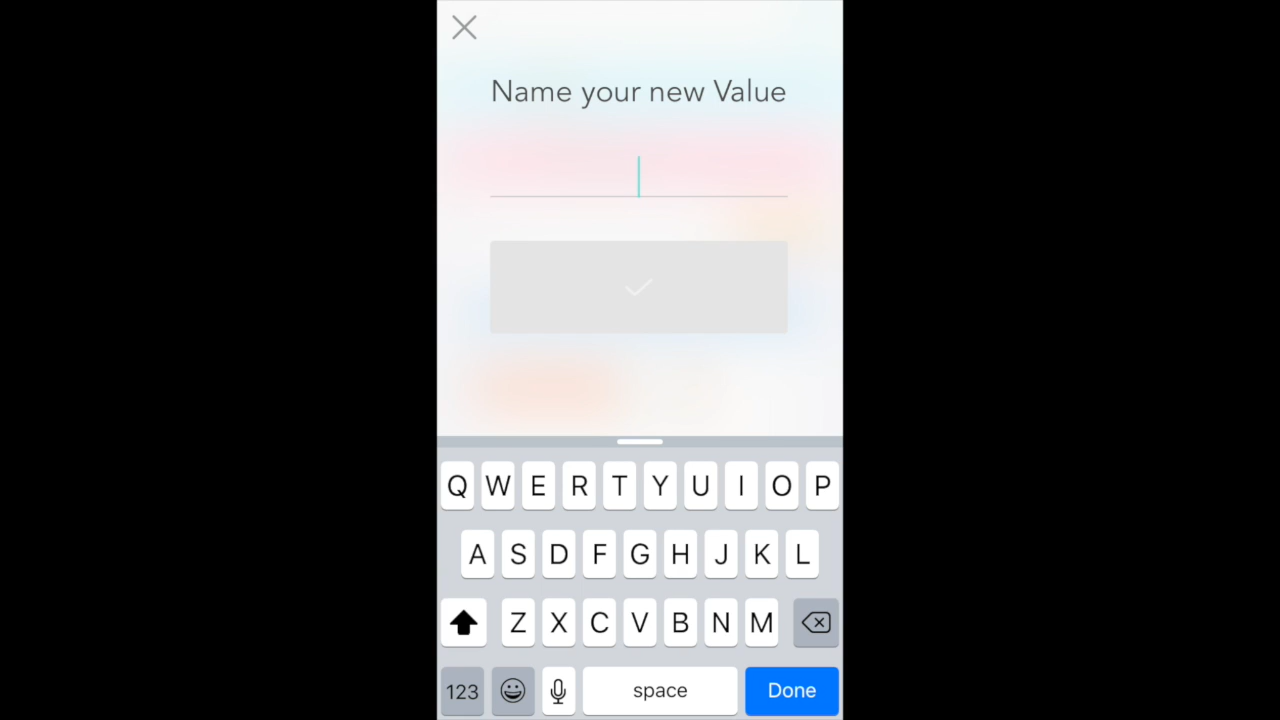 Name your new Value
Q W E R T Y U I O P
A S D F G H J K L
Z X C V B N M
123 space Done